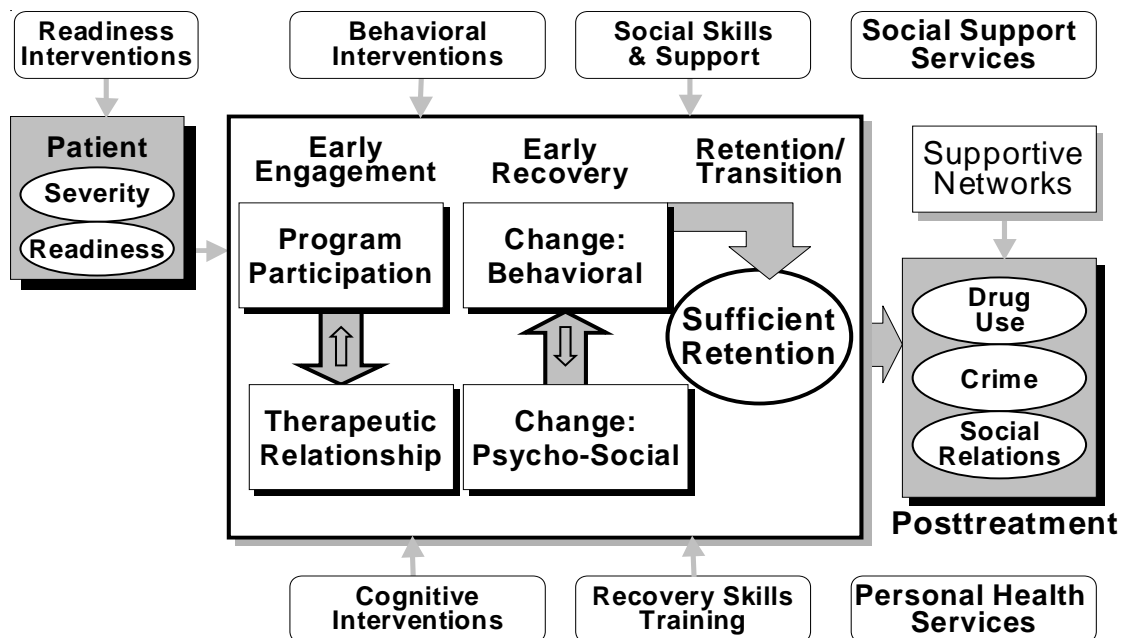 Readiness
Interventions
Behavioral
Interventions
Social Skills
& Support
Social Support
Services
Patient
Severity
Readiness
Early
Engagement
Early
Recovery
Retention/
Transition
Program
Participation
Change:
Behavioral
Sufficient
Retention
Therapeutic
Relationship
Change:
Psycho-Social
Supportive
Networks
Drug
Use
Crime
Social
Relations
Posttreatment
Cognitive
Interventions
Recovery Skills
Training
Personal Health
Services